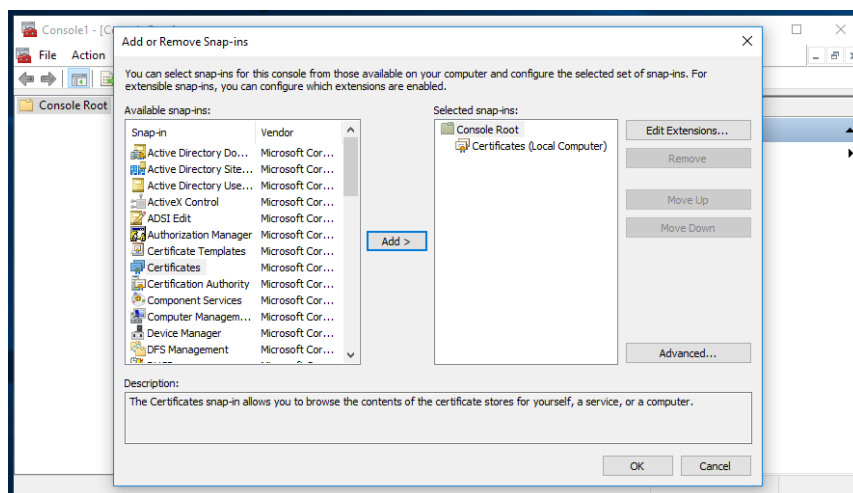 Console1 - [C
Add or Remove Snap-ins
File Action
You can select snap-ins for this console from those available on your computer and configure the selected set of snap-ins. For
extensible snap-ins, you can configure which extensions are enabled.
Console Root
Available snap-ins:
Snap-in Vendor
Active Directory Do... Microsoft Cor...
Active Directory Site... Microsoft Cor...
Active Directory Use... Microsoft Cor...
ActiveX Control Microsoft Cor...
ADSI Edit Microsoft Cor...
Authorization Manager Microsoft Cor...
Certificate Templates Microsoft Cor...
Certificates Microsoft Cor...
Certification Authority Microsoft Cor...
Component Services Microsoft Cor...
Computer Managem... Microsoft Cor...
Device Manager Microsoft Cor...
DFS Management Microsoft Cor...
Add >
Selected snap-ins:
Console Root
Certificates (Local Computer)
Edit Extensions...
Remove
Move Up
Move Down
Advanced...
Description:
The Certificates snap-in allows you to browse the contents of the certificate stores for yourself, a service, or a computer.
OK Cancel